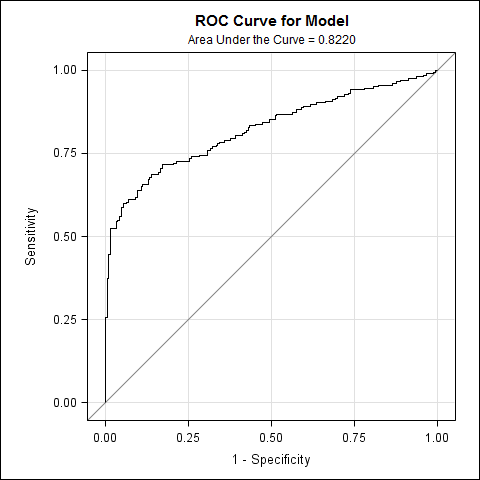 ROC Curve for Model
Area Under the Curve = 0.8220
1.00
0.75
0.50
0.25
0.00
Sensitivity
0.00 0.25 0.50 0.75 1.00
1 - Specificity